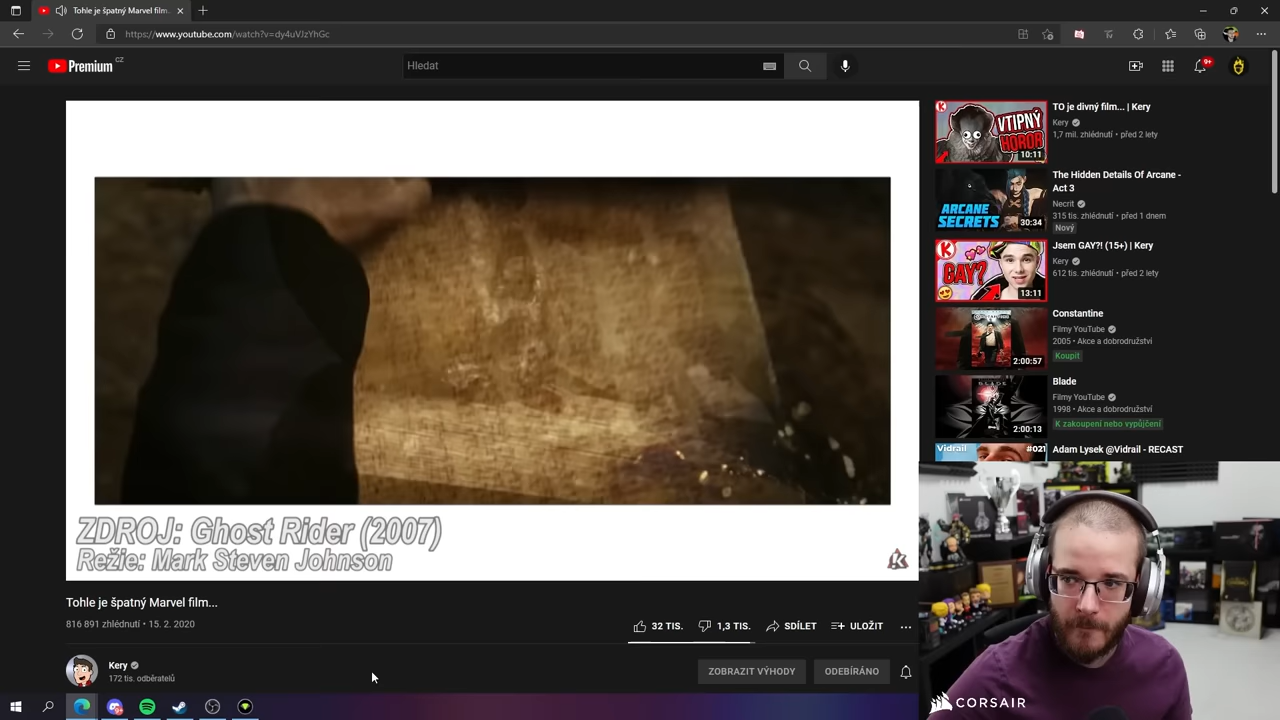 Tohle je špatný Marvel film..
https://www.youtube.com/watch?v=dy4uVJzYhGc
Premium CZ
Hledat
9+
ZDROJ: Ghost Rider (2007)
Režie: Mark Steven Johnson
Tohle je špatný Marvel film...
816 891 zhlédnutí • 15. 2. 2020
32 TIS.
1,3 TIS.
SDÍLET
ULOŽIT
Kery
172 tis. odběratelů
ZOBRAZIT VÝHODY
ODEBÍRÁNO
VTIPNÝ
HOROR
10:11
TO je divný film... | Kery
Kery
1,7 mil. zhlédnutí • před 2 lety
ARCANE
SECRETS
30:34
The Hidden Details Of Arcane -
Act 3
Necrit
315 tis. zhlédnutí • před 1 dnem
Nový
GAY?
13:11
Jsem GAY?! (15+) | Kery
Kery
612 tis. zhlédnutí • před 2 lety
2:00:57
Constantine
Filmy YouTube
2005 • Akce a dobrodružství
Koupit
2:00:13
Blade
Filmy YouTube
1998 • Akce a dobrodružství
K zakoupení nebo vypůjčení
Vidrail
#021
Adam Lysek @Vidrail - RECAST
CORSAIR